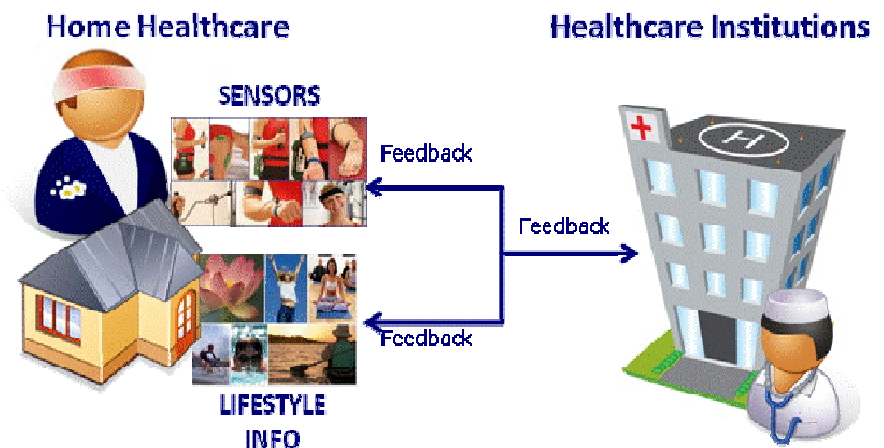 Home Healthcare
Healthcare Institutions
SENSORS
Feedback
Feedback
H
Feedback
LIFESTYLE
INFO